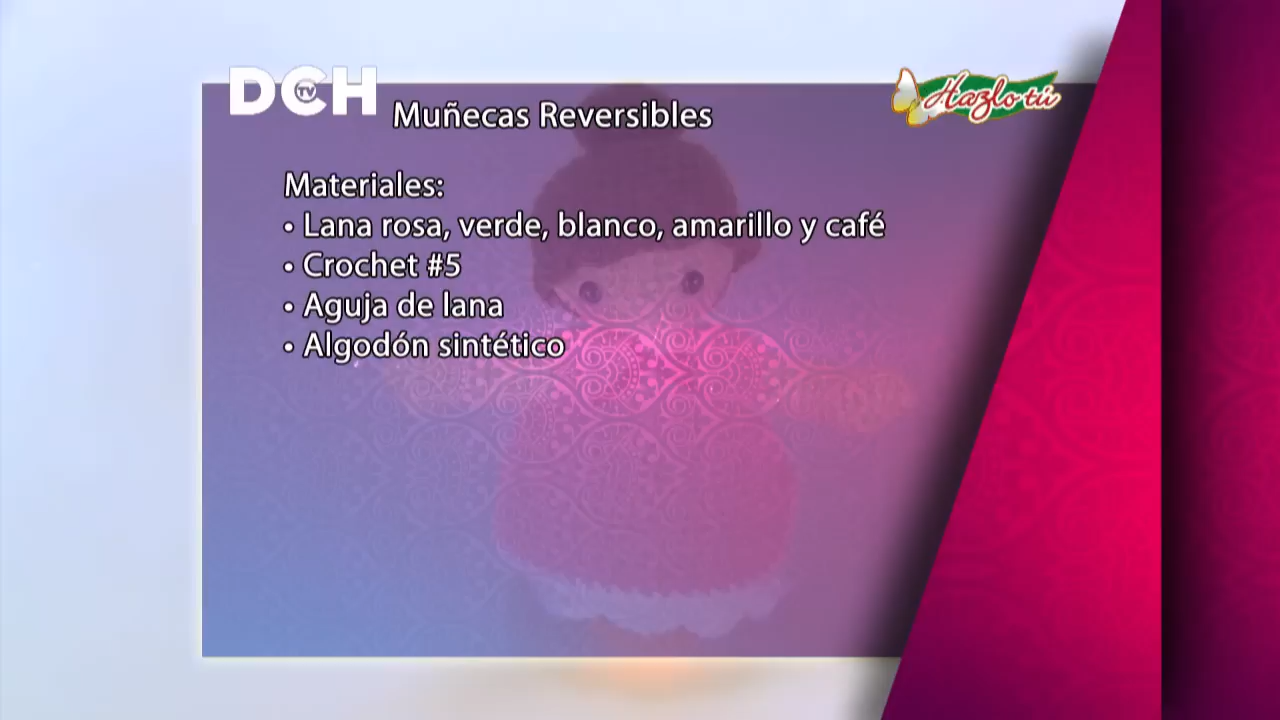 DCH
TV
Muñecas Reversibles
Hazlo tú
Materiales:
• Lana rosa, verde, blanco, amarillo y café
• Crochet #5
• Aguja de lana
• Algodón sintético